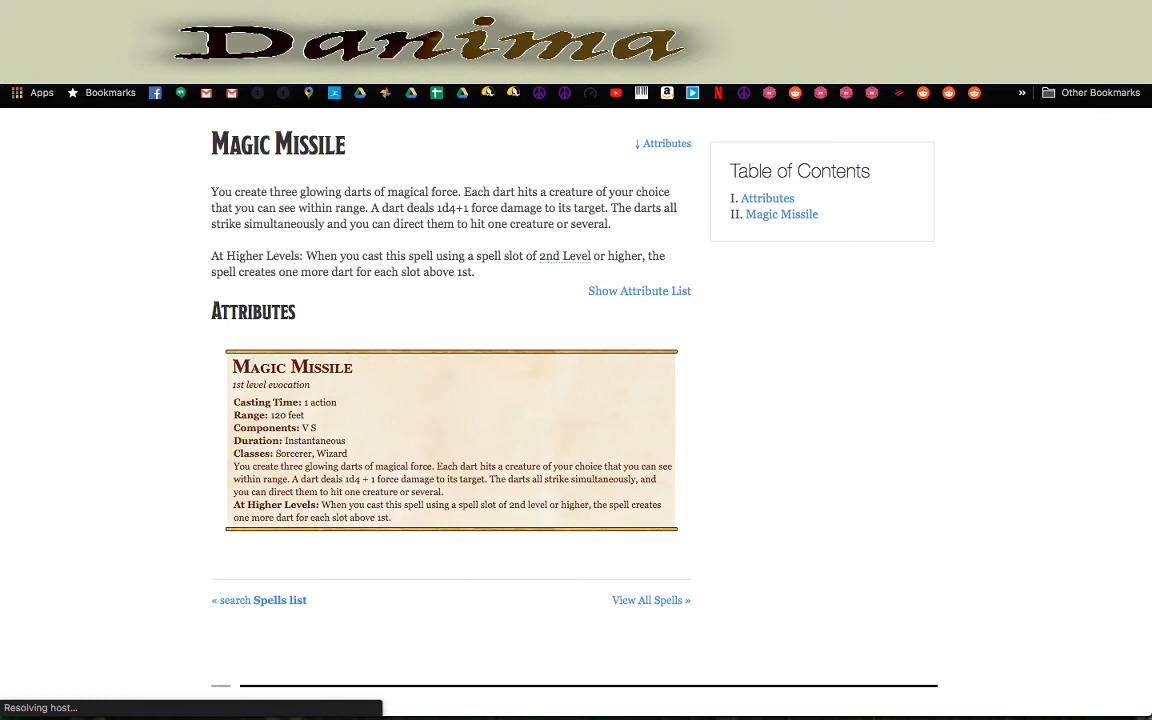 Danima
Apps Bookmarks » Other Bookmarks
Magic Missile
↓ Attributes
You create three glowing darts of magical force. Each dart hits a creature of your choice
that you can see within range. A dart deals 1d4+1 force damage to its target. The darts all
strike simultaneously and you can direct them to hit one creature or several.
At Higher Levels: When you cast this spell using a spell slot of 2nd Level or higher, the
spell creates one more dart for each slot above 1st.
Show Attribute List
Attributes
Magic Missile
1st level evocation
Casting Time: 1 action
Range: 120 feet
Components: V S
Duration: Instantaneous
Classes: Sorcerer, Wizard
You create three glowing darts of magical force. Each dart hits a creature of your choice that you can see
within range. A dart deals 1d4 + 1 force damage to its target. The darts all strike simultaneously, and
you can direct them to hit one creature or several.
At Higher Levels: When you cast this spell using a spell slot of 2nd level or higher, the spell creates
one more dart for each slot above 1st.
« search Spells list
View All Spells »
Table of Contents
I. Attributes
II. Magic Missile
Resolving host...